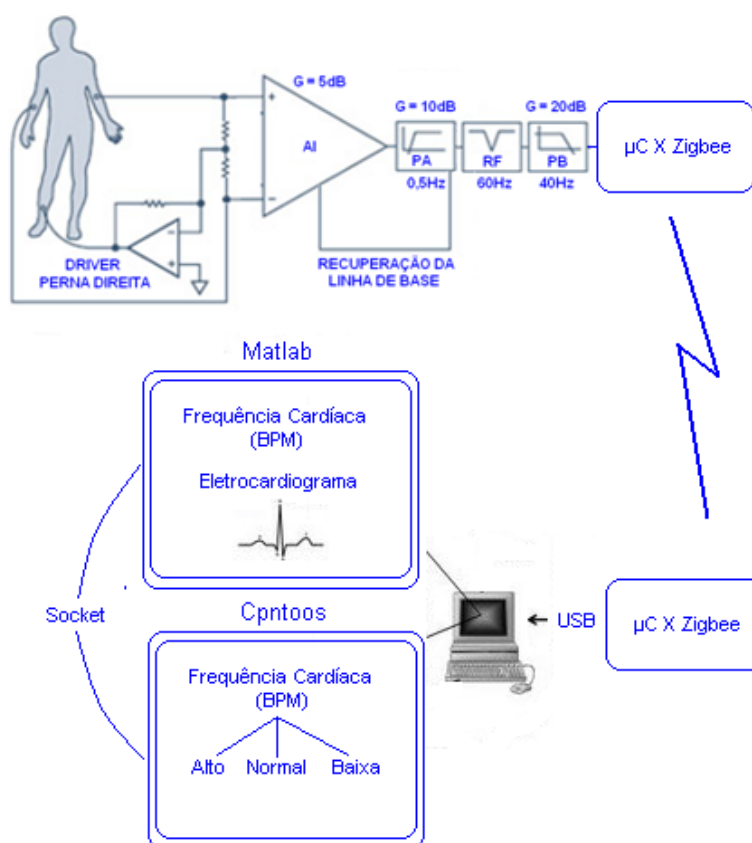 G = 5dB
G = 10dB
G = 20dB
AI
PA
RF
PB
µC X Zigbee
0,5Hz
60Hz
40Hz
DRIVER
PERNA DIREITA
RECUPERAÇÃO DA
LINHA DE BASE
Matlab
Frequência Cardíaca
(BPM)
Eletrocardiograma
Socket
Cpntoos
USB
µC X Zigbee
Frequência Cardíaca
(BPM)
Alto Normal Baixa